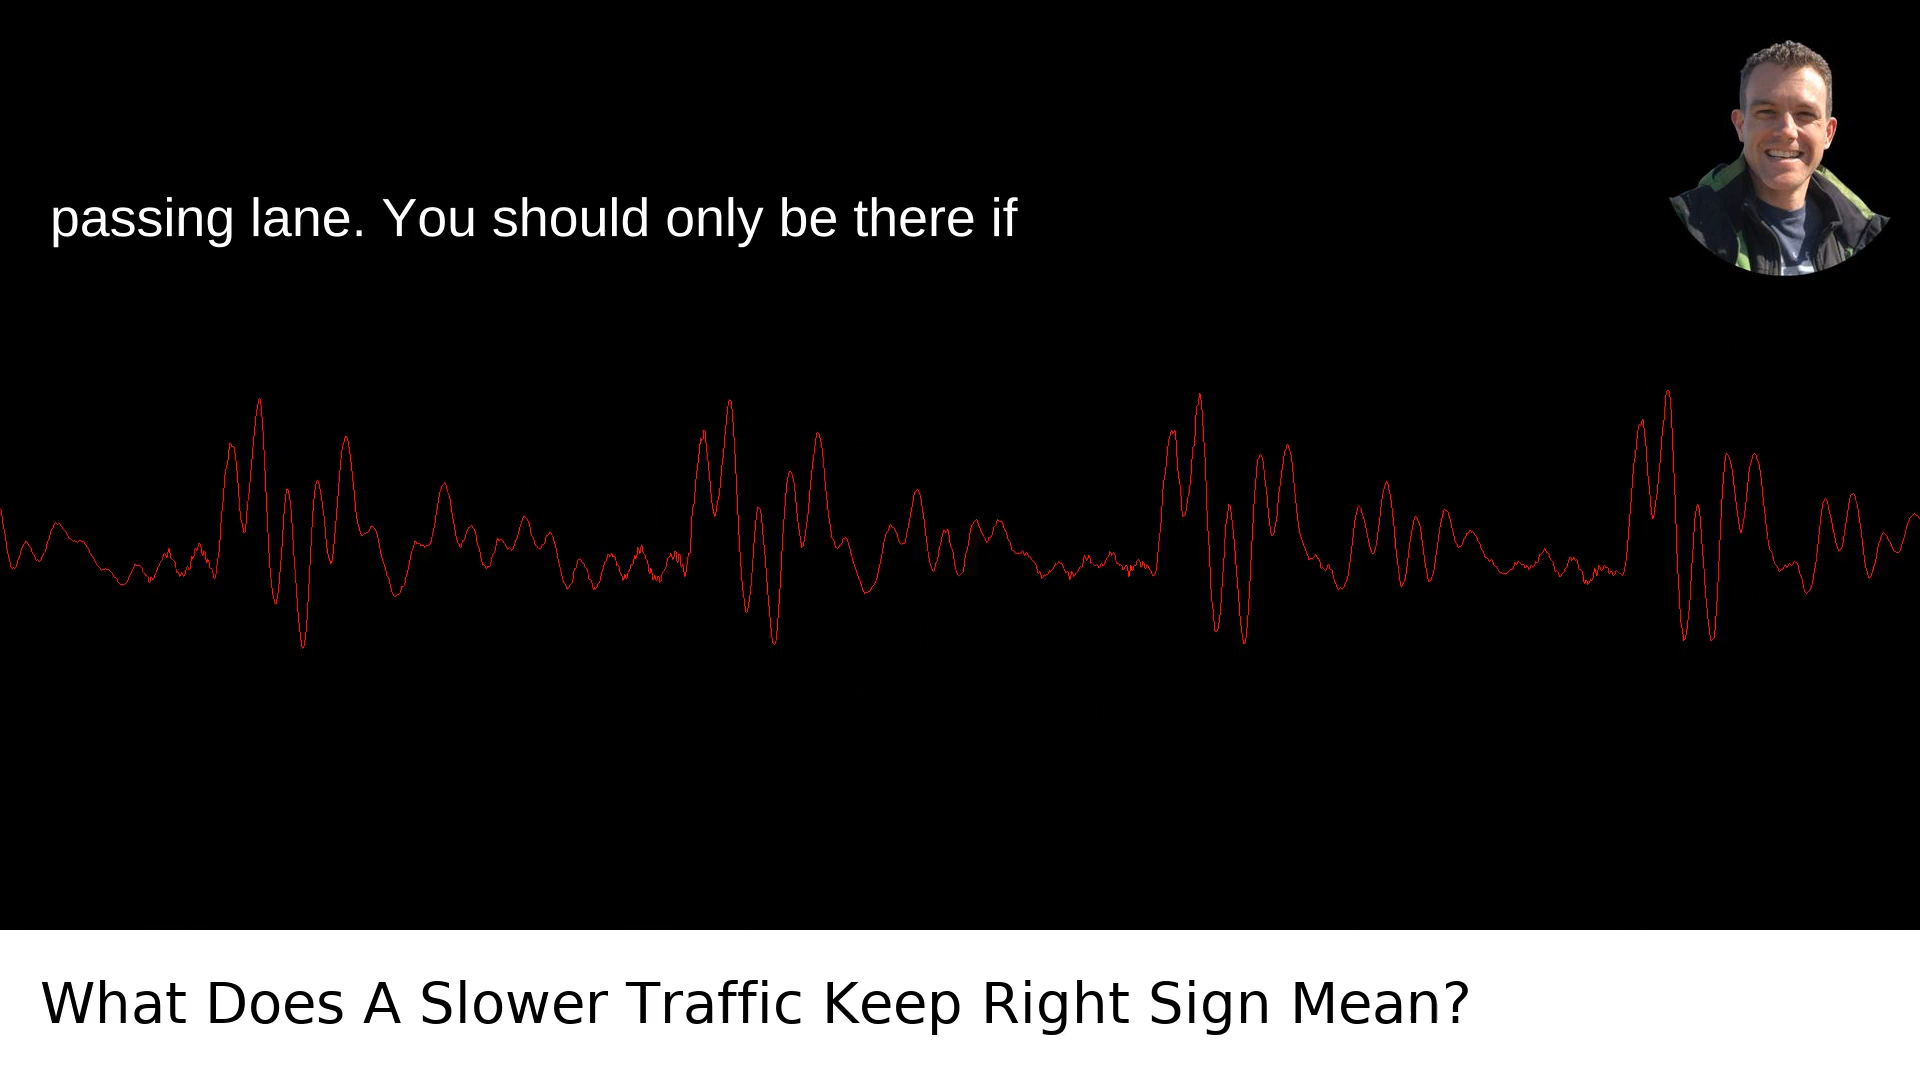 passing lane. You should only be there if
What Does A Slower Traffic Keep Right Sign Mean?